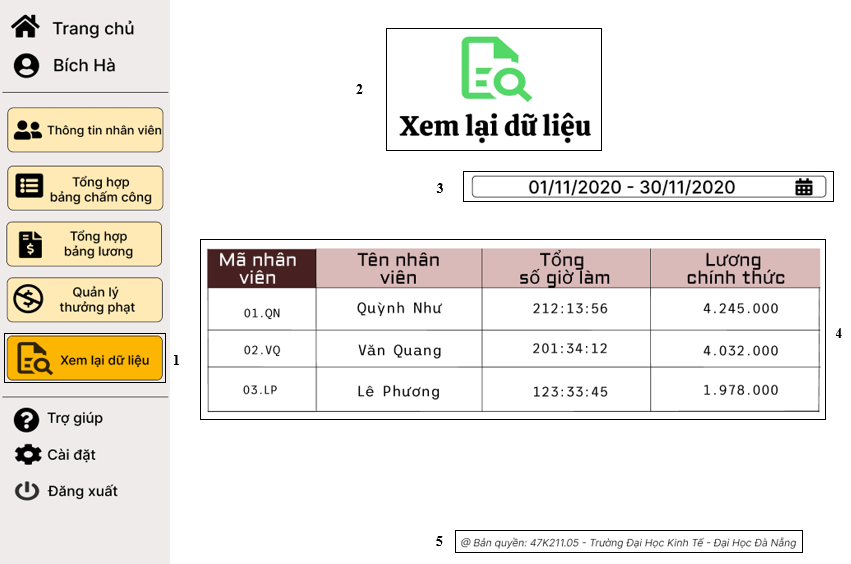 Trang chủ
Bích Hà
Thông tin nhân viên
Tổng hợp
bảng chấm công
Tổng hợp
bảng lương
Quản lý
thưởng phạt
Xem lại dữ liệu
1
Trợ giúp
Cài đặt
Đăng xuất
2
Xem lại dữ liệu
3
01/11/2020 - 30/11/2020
Mã nhân viên
Tên nhân viên
Tổng số giờ làm
Lương chính thức
01.QN Quỳnh Như 212:13:56 4.245.000
02.VQ Văn Quang 201:34:12 4.032.000
03.LP Lê Phương 123:33:45 1.978.000
4
5
@ Bản quyền: 47K211.05 - Trường Đại Học Kinh Tế - Đại Học Đà Nẵng